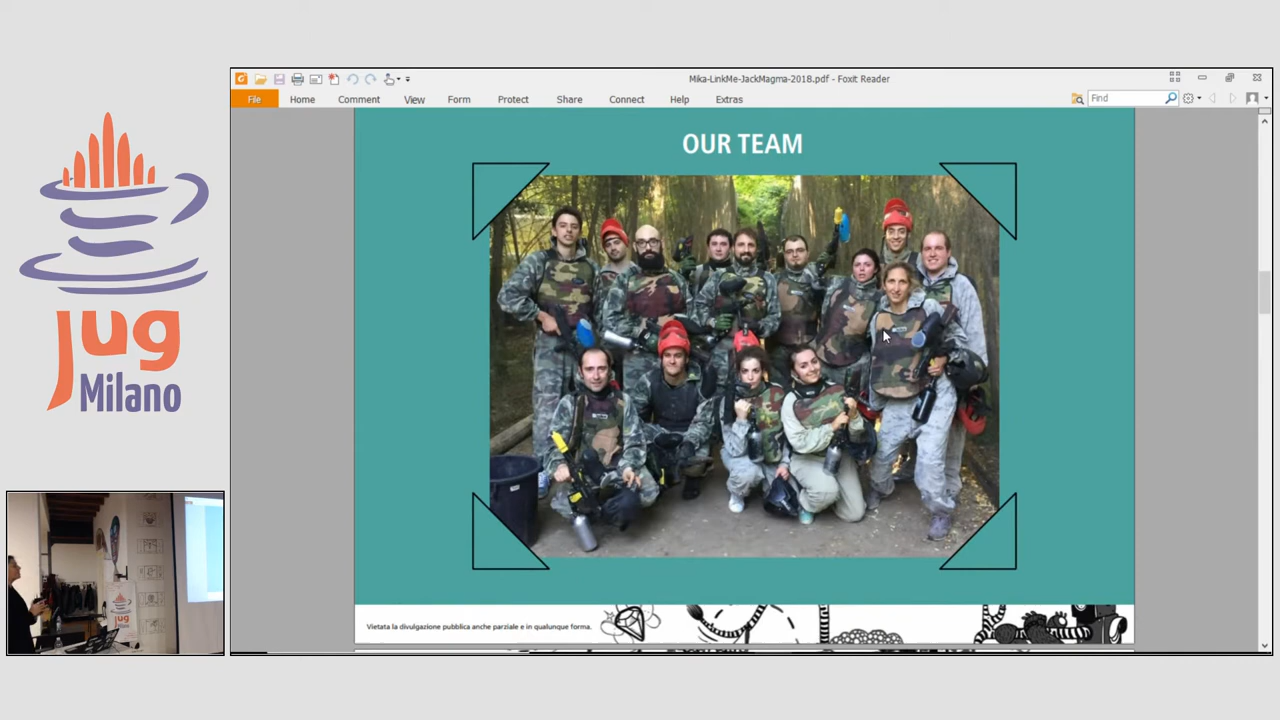 Mika-LinkMe-JackMagma-2018.pdf - Foxit Reader
File Home Comment View Form Protect Share Connect Help Extras Find
OUR TEAM
Vietata la divulgazione pubblica anche parziale e in qualunque forma.
jug
Milano
jug